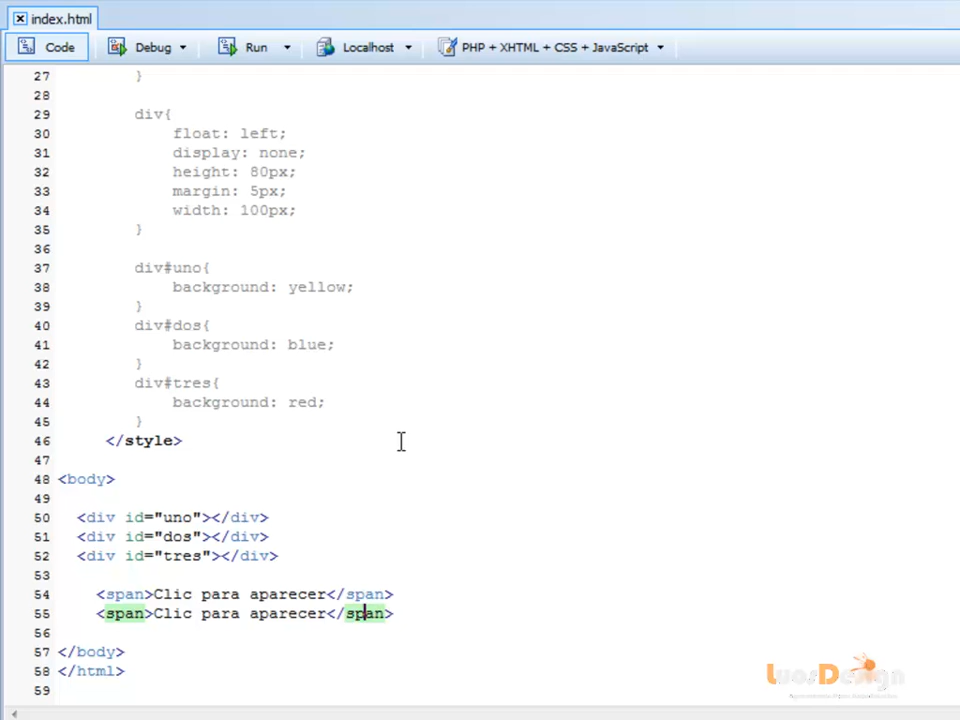 index.html
Code Debug Run Localhost PHP + XHTML + CSS + JavaScript
27 }
28
29 div{
30 float: left;
31 display: none;
32 height: 80px;
33 margin: 5px;
34 width: 100px;
35 }
36
37 div#uno{
38 background: yellow;
39 }
40 div#dos{
41 background: blue;
42 }
43 div#tres{
44 background: red;
45 }
46 </style>
47
48 <body>
49
50 <div id="uno"></div>
51 <div id="dos"></div>
52 <div id="tres"></div>
53
54 <span>Clic para aparecer</span>
55 <span>Clic para aparecer</span>
56
57 </body>
58 </html>
59
LuosDesign